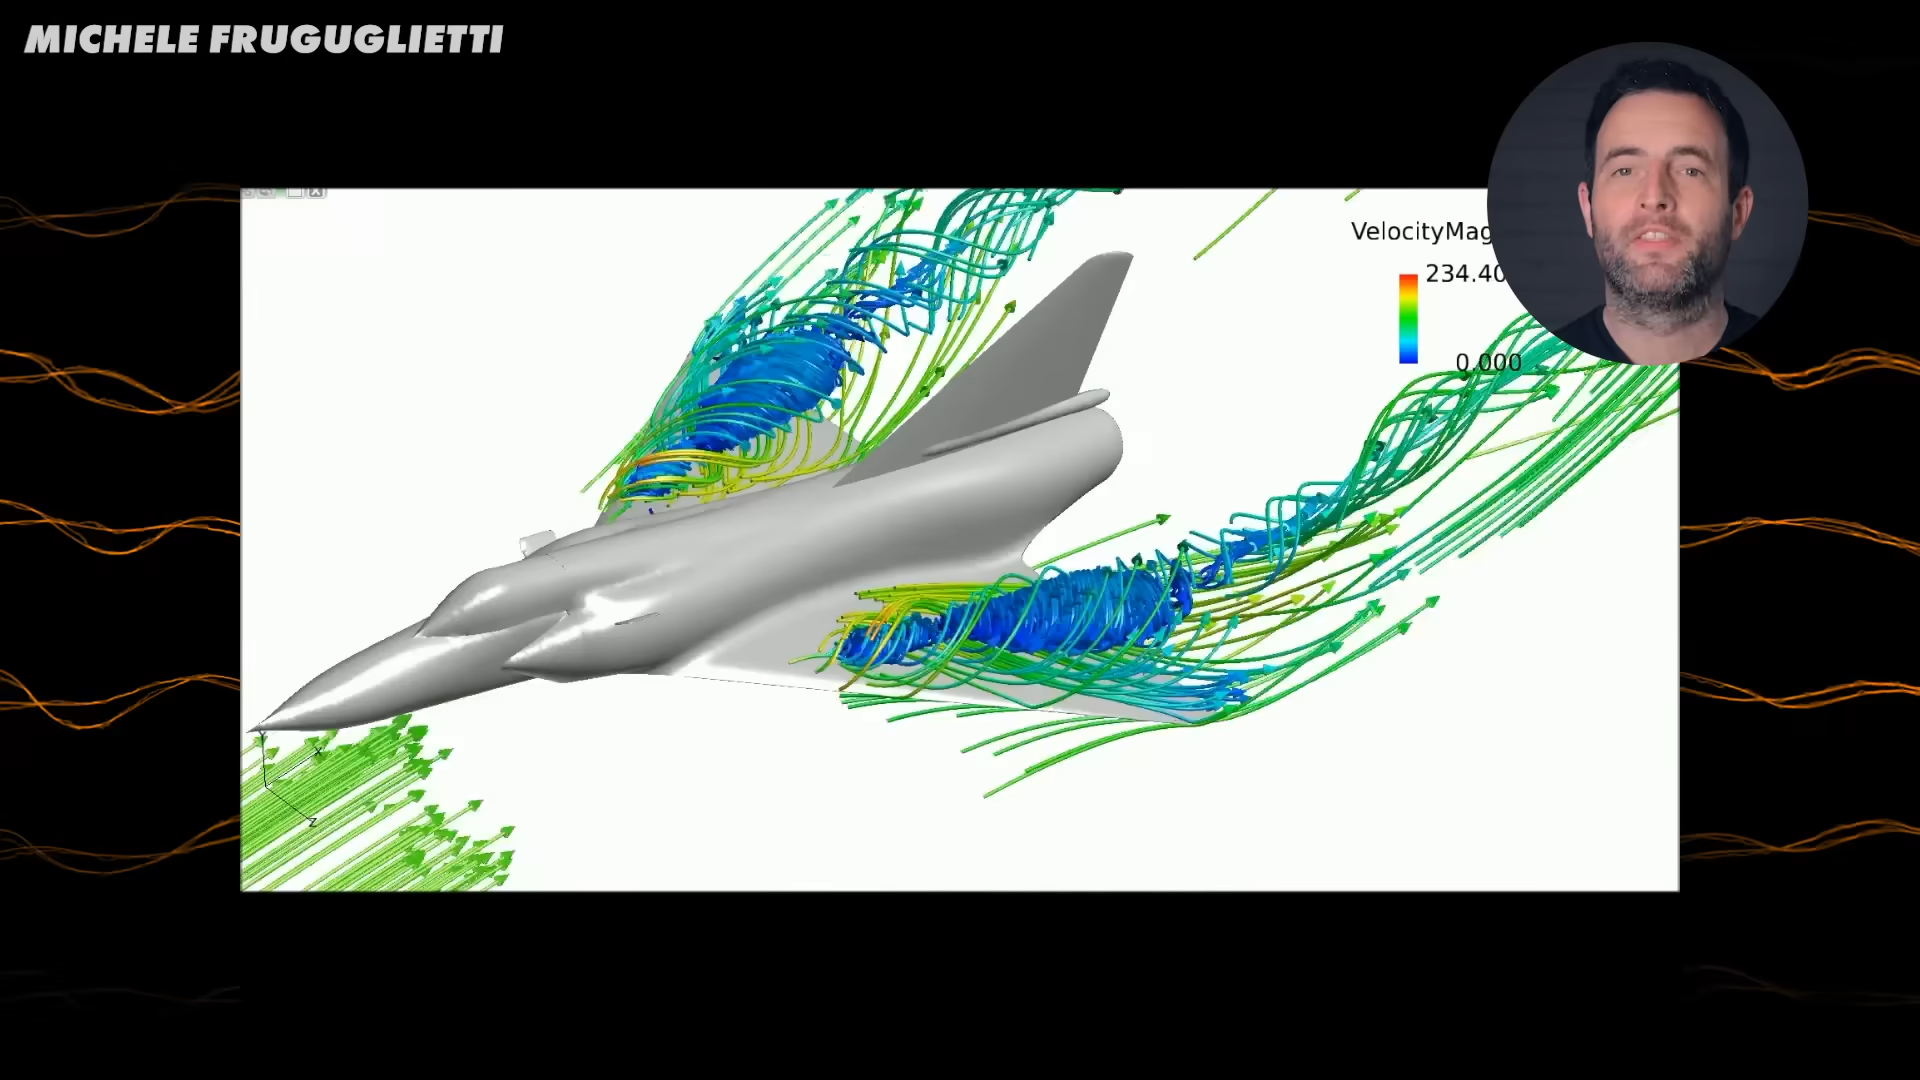 MICHELE FRUGUGLIETTI
VelocityMag
234.40
0.000
Y
X
Z